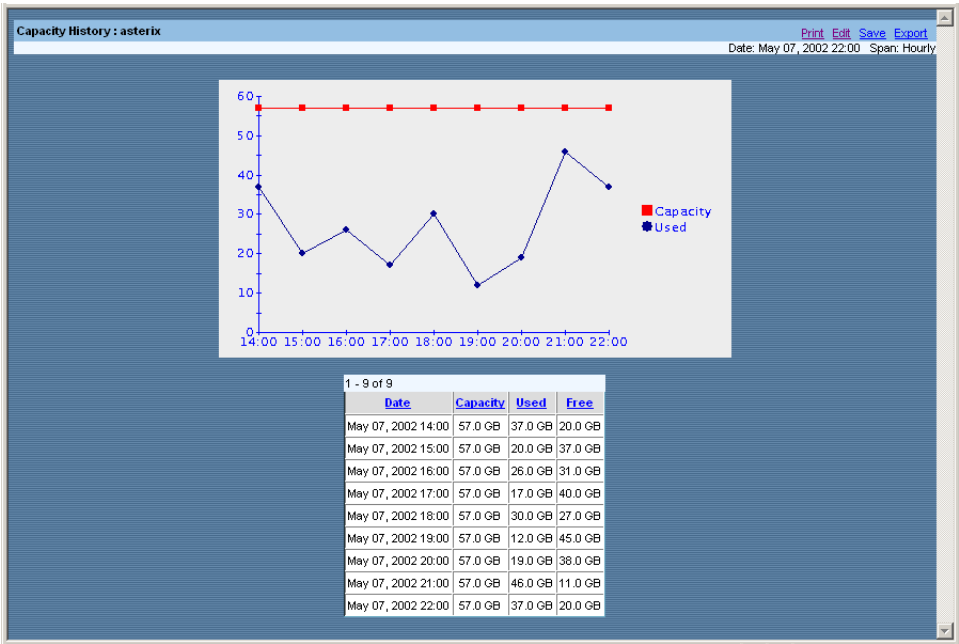 Capacity History : asterix
Print Edit Save Export
Date: May 07, 2002 22:00 Span: Hourly
60
50
40
30
20
10
0
14:00 15:00 16:00 17:00 18:00 19:00 20:00 21:00 22:00
Capacity
Used
1 - 9 of 9
Date Capacity Used Free
May 07, 2002 14:00 57.0 GB 37.0 GB 20.0 GB
May 07, 2002 15:00 57.0 GB 20.0 GB 37.0 GB
May 07, 2002 16:00 57.0 GB 26.0 GB 31.0 GB
May 07, 2002 17:00 57.0 GB 17.0 GB 40.0 GB
May 07, 2002 18:00 57.0 GB 30.0 GB 27.0 GB
May 07, 2002 19:00 57.0 GB 12.0 GB 45.0 GB
May 07, 2002 20:00 57.0 GB 19.0 GB 38.0 GB
May 07, 2002 21:00 57.0 GB 46.0 GB 11.0 GB
May 07, 2002 22:00 57.0 GB 37.0 GB 20.0 GB